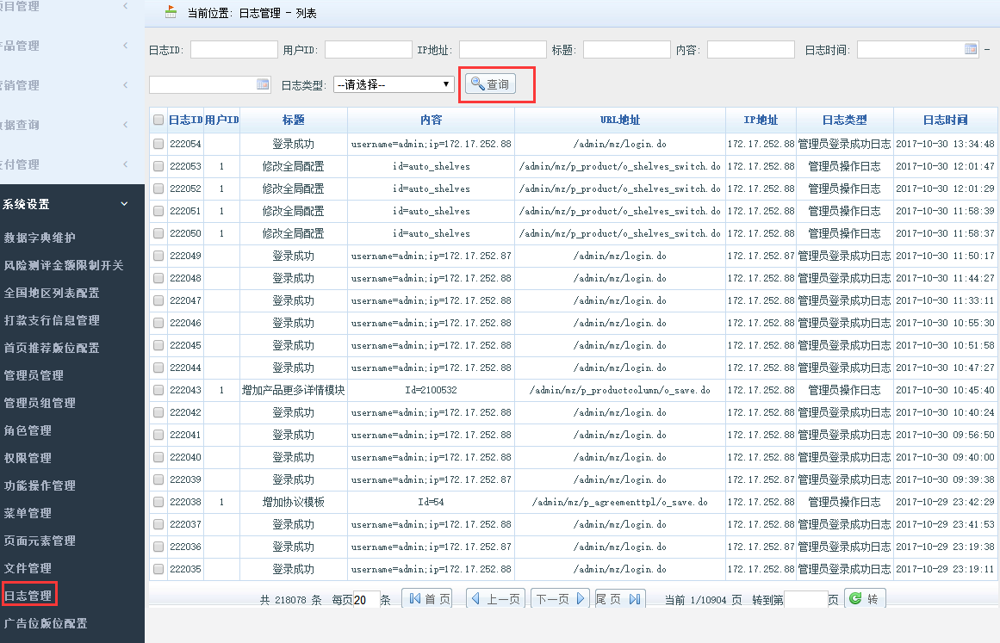 当前位置: 日志管理 - 列表
日志ID: 用户ID: IP地址: 标题: 内容: 日志时间: -
日志类型: --请选择-- 查询
日志ID 用户ID 标题 内容 URL地址 IP地址 日志类型 日志时间
222054 登录成功 username=admin;ip=172.17.252.88 /admin/mz/login.do 172.17.252.88 管理员登录成功日志 2017-10-30 13:34:48
222053 1 修改全局配置 id=auto_shelves /admin/mz/p_product/o_shelves_switch.do 172.17.252.88 管理员操作日志 2017-10-30 12:01:47
222052 1 修改全局配置 id=auto_shelves /admin/mz/p_product/o_shelves_switch.do 172.17.252.88 管理员操作日志 2017-10-30 12:01:29
222051 1 修改全局配置 id=auto_shelves /admin/mz/p_product/o_shelves_switch.do 172.17.252.88 管理员操作日志 2017-10-30 11:58:39
222050 1 修改全局配置 id=auto_shelves /admin/mz/p_product/o_shelves_switch.do 172.17.252.88 管理员操作日志 2017-10-30 11:58:37
222049 登录成功 username=admin;ip=172.17.252.87 /admin/mz/login.do 172.17.252.87 管理员登录成功日志 2017-10-30 11:50:17
222048 登录成功 username=admin;ip=172.17.252.88 /admin/mz/login.do 172.17.252.88 管理员登录成功日志 2017-10-30 11:44:27
222047 登录成功 username=admin;ip=172.17.252.88 /admin/mz/login.do 172.17.252.88 管理员登录成功日志 2017-10-30 11:33:11
222046 登录成功 username=admin;ip=172.17.252.88 /admin/mz/login.do 172.17.252.88 管理员登录成功日志 2017-10-30 10:55:30
222045 登录成功 username=admin;ip=172.17.252.88 /admin/mz/login.do 172.17.252.88 管理员登录成功日志 2017-10-30 10:51:58
222044 登录成功 username=admin;ip=172.17.252.88 /admin/mz/login.do 172.17.252.88 管理员登录成功日志 2017-10-30 10:47:27
222043 1 增加产品更多详情模块 Id=2100532 /admin/mz/p_productcolumn/o_save.do 172.17.252.88 管理员操作日志 2017-10-30 10:45:40
222042 登录成功 username=admin;ip=172.17.252.88 /admin/mz/login.do 172.17.252.88 管理员登录成功日志 2017-10-30 10:40:24
222041 登录成功 username=admin;ip=172.17.252.88 /admin/mz/login.do 172.17.252.88 管理员登录成功日志 2017-10-30 09:56:50
222040 登录成功 username=admin;ip=172.17.252.88 /admin/mz/login.do 172.17.252.88 管理员登录成功日志 2017-10-30 09:40:00
222039 登录成功 username=admin;ip=172.17.252.87 /admin/mz/login.do 172.17.252.87 管理员登录成功日志 2017-10-30 09:39:38
222038 1 增加协议模板 Id=54 /admin/mz/p_agreementtpl/o_save.do 172.17.252.88 管理员操作日志 2017-10-29 23:42:29
222037 登录成功 username=admin;ip=172.17.252.88 /admin/mz/login.do 172.17.252.88 管理员登录成功日志 2017-10-29 23:41:53
222036 登录成功 username=admin;ip=172.17.252.87 /admin/mz/login.do 172.17.252.87 管理员登录成功日志 2017-10-29 23:19:38
222035 登录成功 username=admin;ip=172.17.252.88 /admin/mz/login.do 172.17.252.88 管理员登录成功日志 2017-10-29 23:19:11
共 218078 条 每页20 条 首 页 上一页 下一页 尾 页 当前 1/10904 页 转到第 页 转
目管理
品管理
销管理
据查询
付管理
系统设置
数据字典维护
风险测评金额限制开关
全国地区列表配置
打款支行信息管理
首页推荐版位配置
管理员管理
管理员组管理
角色管理
权限管理
功能操作管理
菜单管理
页面元素管理
文件管理
日志管理
广告位版位配置